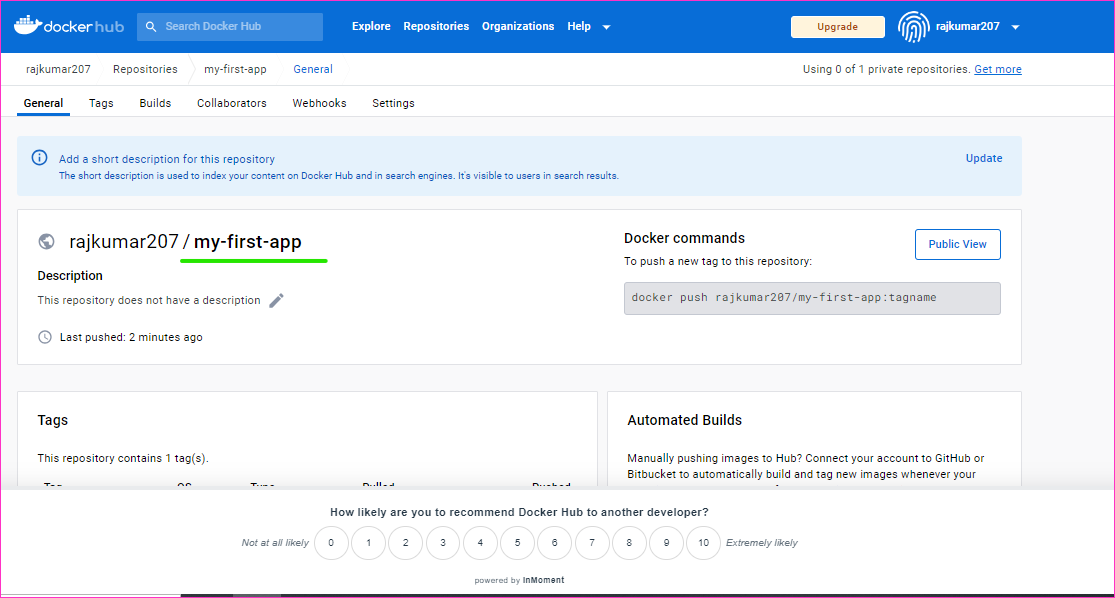 dockerhub Search Docker Hub Explore Repositories Organizations Help Upgrade rajkumar207
rajkumar207 Repositories my-first-app General Using 0 of 1 private repositories. Get more
General Tags Builds Collaborators Webhooks Settings
Add a short description for this repository Update
The short description is used to index your content on Docker Hub and in search engines. It's visible to users in search results.
rajkumar207 / my-first-app
Description
This repository does not have a description
Last pushed: 2 minutes ago
Docker commands Public View
To push a new tag to this repository:
docker push rajkumar207/my-first-app:tagname
Tags
This repository contains 1 tag(s).
Tag OS Type Pulled Pushed
Automated Builds
Manually pushing images to Hub? Connect your account to GitHub or
Bitbucket to automatically build and tag new images whenever your
How likely are you to recommend Docker Hub to another developer?
Not at all likely 0 1 2 3 4 5 6 7 8 9 10 Extremely likely
powered by InMoment